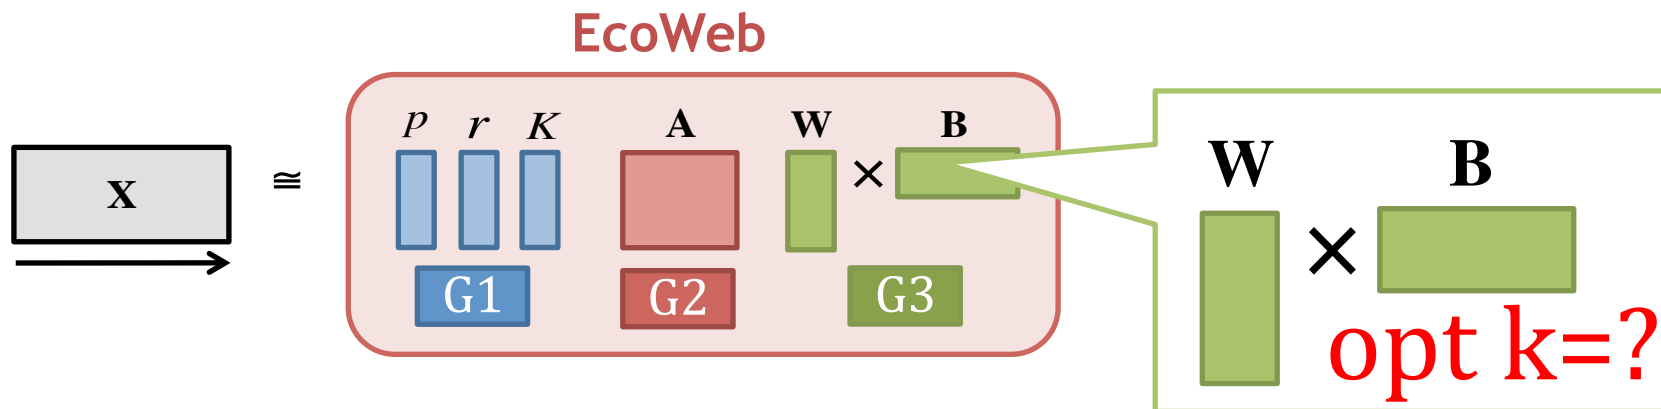 EcoWeb
p r K A W × B
X ≅
G1 G2 G3
W × B
opt k=?